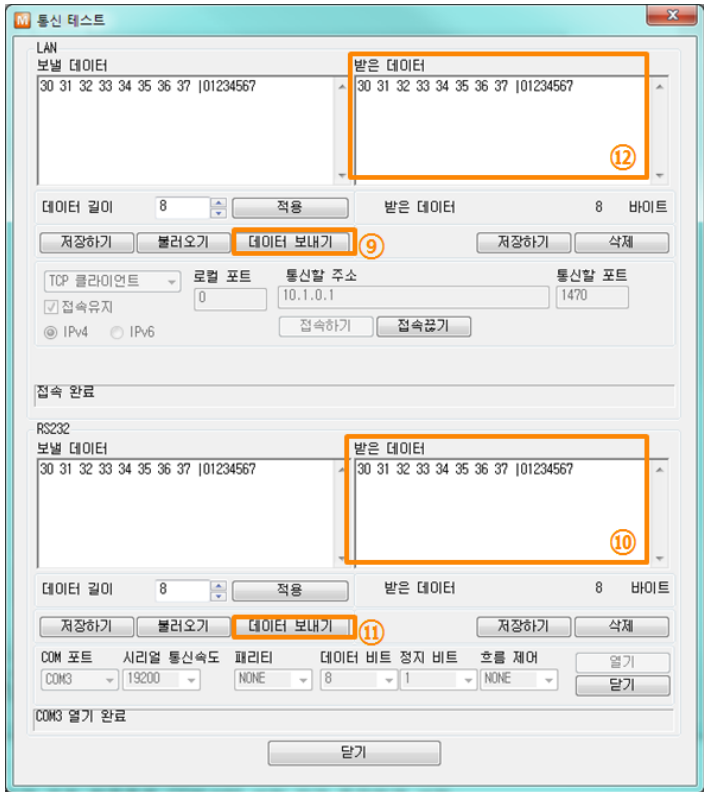 M 통신 테스트
LAN
보낼 데이터 받은 데이터
30 31 32 33 34 35 36 37 |01234567 30 31 32 33 34 35 36 37 |01234567
⑫
데이터 길이 8 적용 받은 데이터 8 바이트
저장하기 불러오기 데이터 보내기 ⑨ 저장하기 삭제
TCP 클라이언트 로컬 포트 통신할 주소 통신할 포트
0 10.1.0.1 1470
접속유지
IPv4 IPv6 접속하기 접속끊기
접속 완료
RS232
보낼 데이터 받은 데이터
30 31 32 33 34 35 36 37 |01234567 30 31 32 33 34 35 36 37 |01234567
⑩
데이터 길이 8 적용 받은 데이터 8 바이트
저장하기 불러오기 데이터 보내기 ⑪ 저장하기 삭제
COM 포트 시리얼 통신속도 패리티 데이터 비트 정지 비트 흐름 제어 열기
COM3 19200 NONE 8 1 NONE 닫기
COM3 열기 완료
닫기